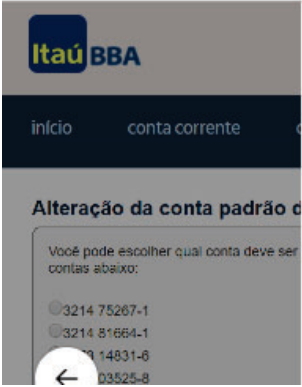 Itaú BBA
início conta corrente
Alteração da conta padrão d
Você pode escolher qual conta deve ser
contas abaixo:
3214 75267-1
3214 81664-1
14831-6
03525-8